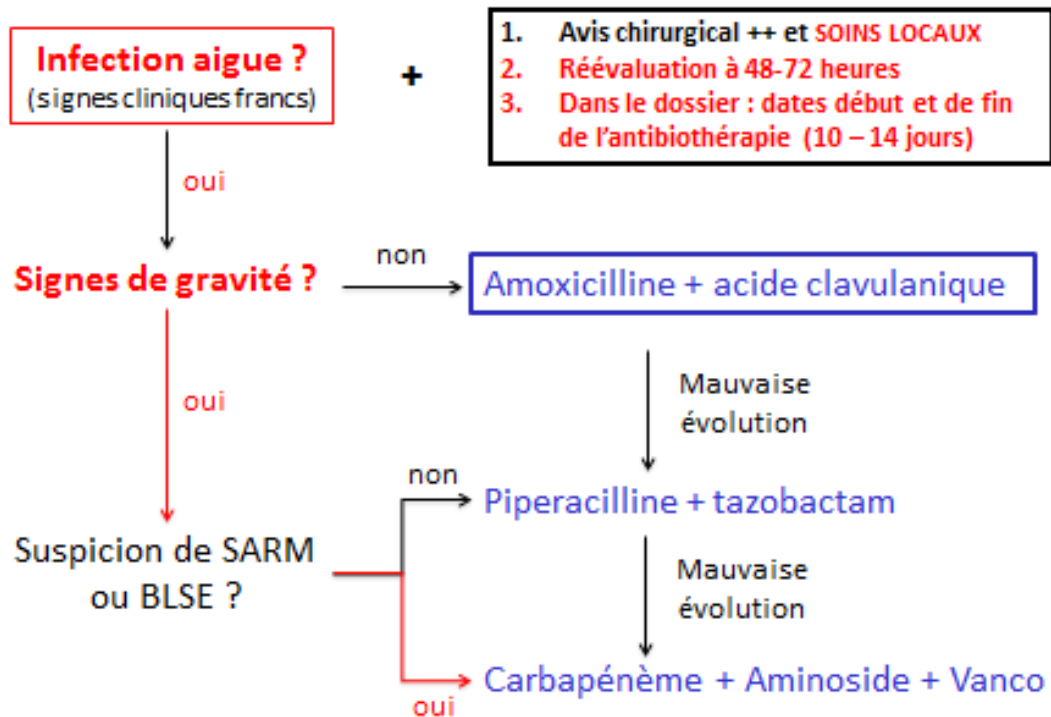 Infection aigue ?
(signes cliniques francs)
+
1. Avis chirurgical ++ et SOINS LOCAUX
2. Réévaluation à 48-72 heures
3. Dans le dossier : dates début et de fin
de l'antibiothérapie (10 – 14 jours)
oui
Signes de gravité ?
non
Amoxicilline + acide clavulanique
oui
Mauvaise
évolution
non
Piperacilline + tazobactam
Suspicion de SARM
ou BLSE ?
Mauvaise
évolution
oui
Carbapénème + Aminoside + Vanco